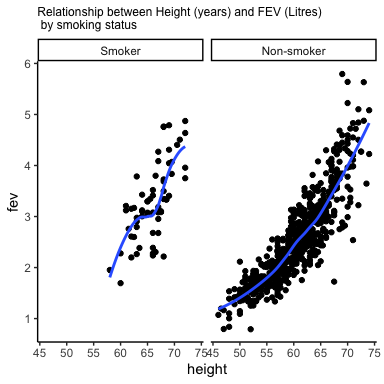 Relationship between Height (years) and FEV (Litres)
by smoking status
Smoker Non-smoker
6
5
4
3
2
1
fev
45 50 55 60 65 70 75 45 50 55 60 65 70 75
height